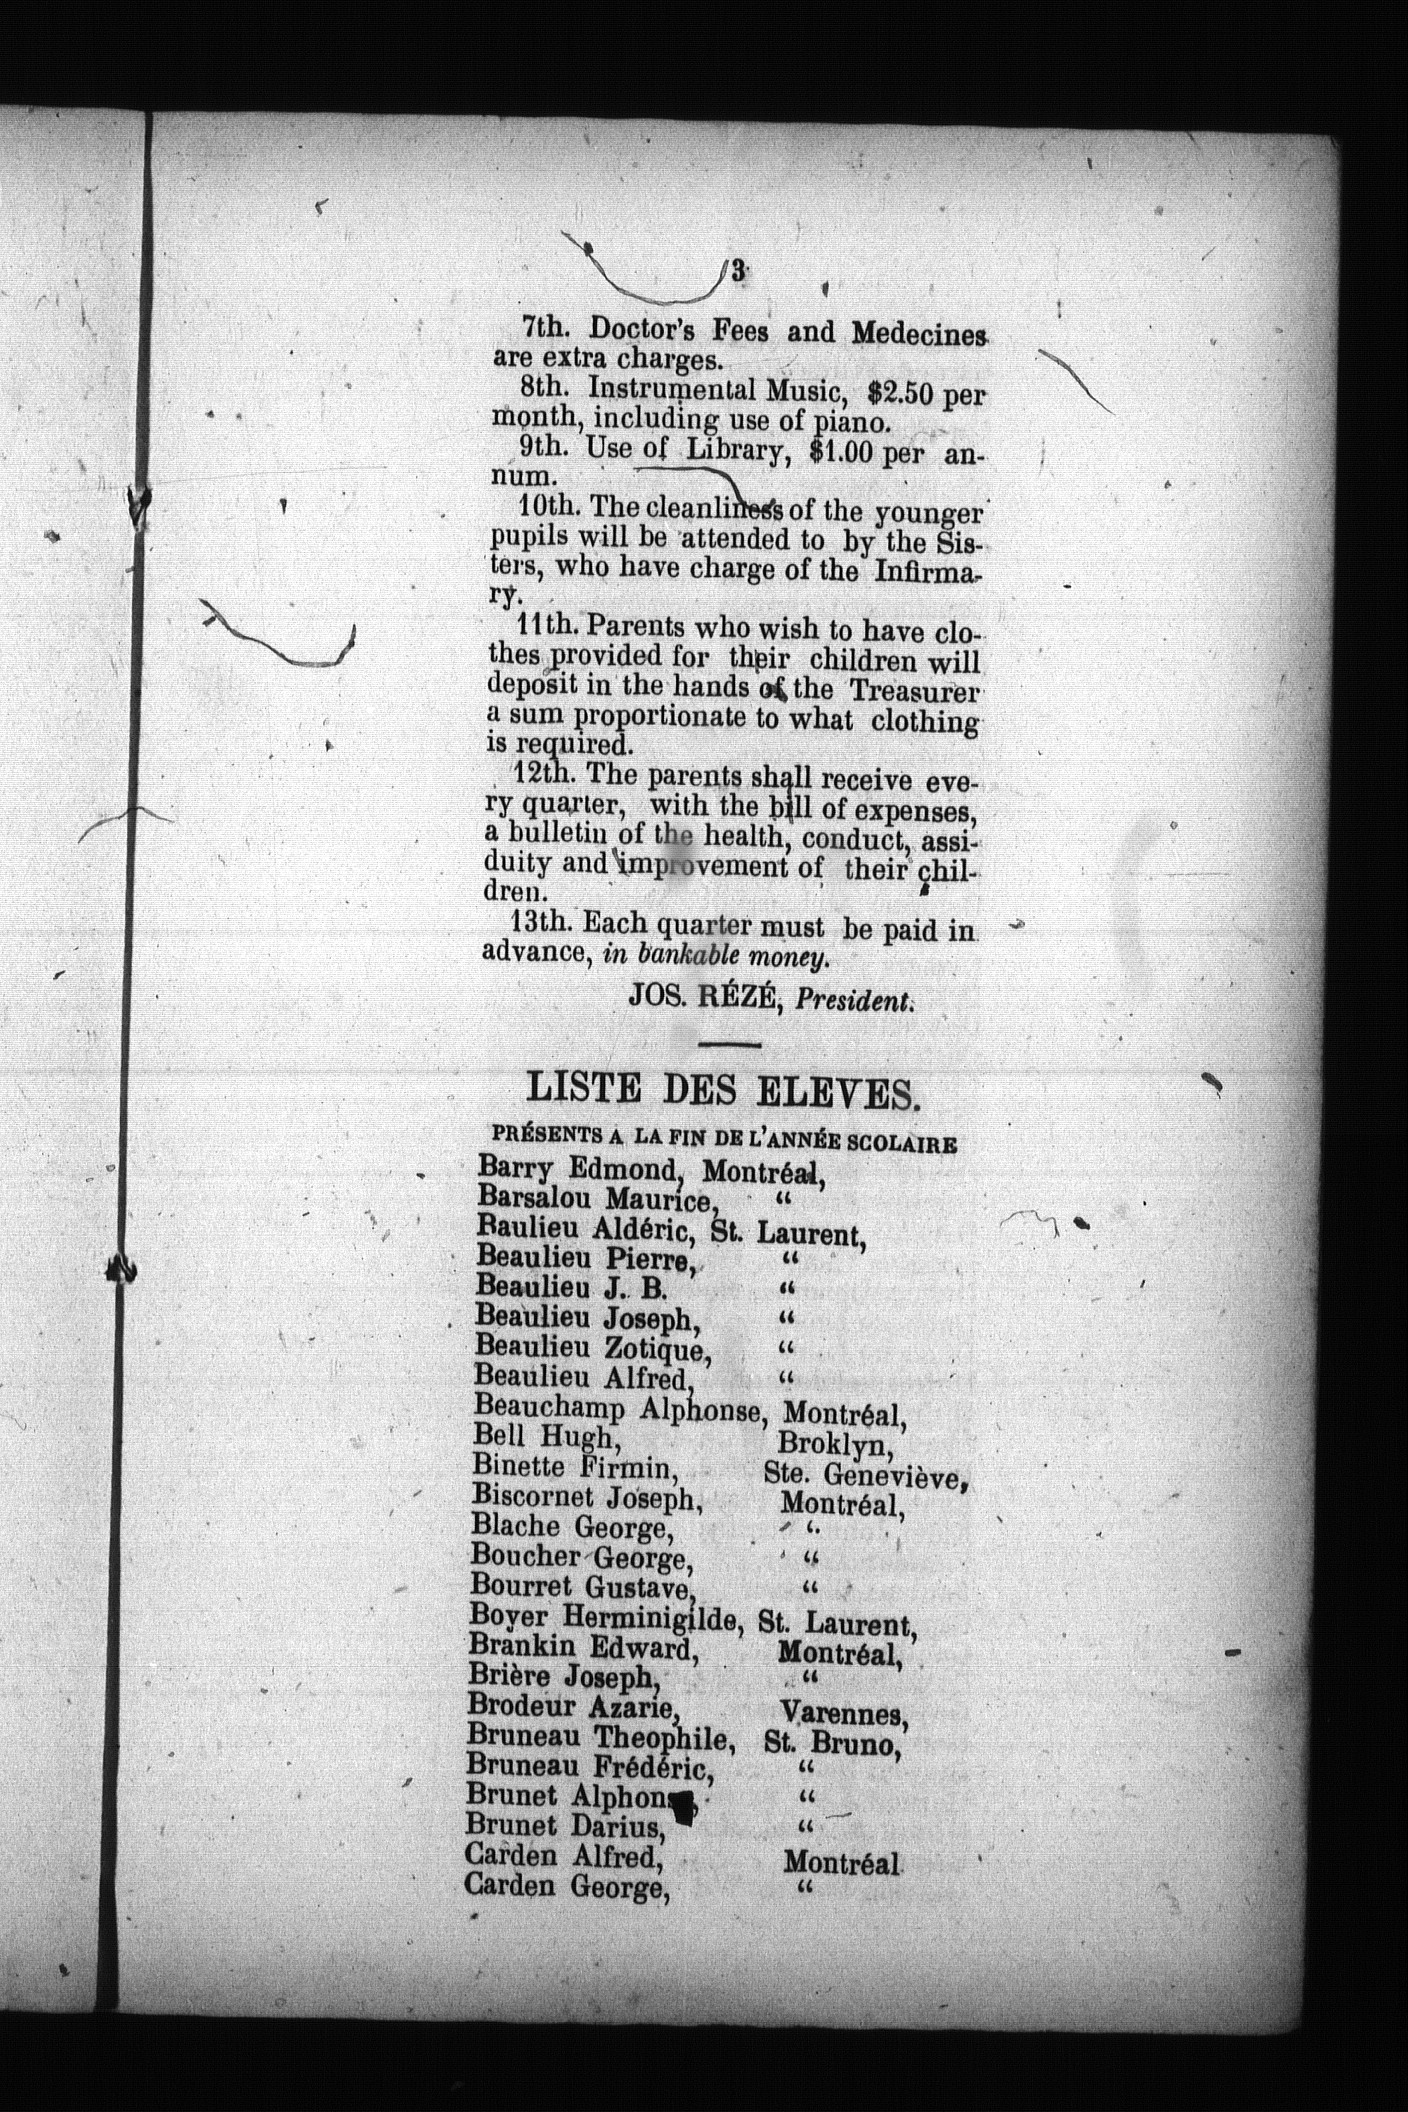 3
7th. Doctor's Fees and Medecines
are extra charges.
8th. Instrumental Music, $2.50 per
month, including use of piano.
9th. Use of Library, $1.00 per an-
num.
10th. The cleanliness of the younger
pupils will be attended to by the Sis-
ters, who have charge of the Infirma-
ry.
11th. Parents who wish to have clo-
thes provided for their children will
deposit in the hands of the Treasurer
a sum proportionate to what clothing
is required.
12th. The parents shall receive eve-
ry quarter, with the bill of expenses,
a bulletin of the health, conduct, assi-
duity and improvement of their chil-
dren.
13th. Each quarter must be paid in
advance, in bankable money.
JOS. RÉZÉ, President.
LISTE DES ELEVES.
PRÉSENTS A LA FIN DE L'ANNÉE SCOLAIRE
Barry Edmond, Montréal,
Barsalou Maurice, "
Baulieu Aldéric, St. Laurent,
Beaulieu Pierre, "
Beaulieu J. B. "
Beaulieu Joseph, "
Beaulieu Zotique, "
Beaulieu Alfred, "
Beauchamp Alphonse, Montréal,
Bell Hugh, Broklyn,
Binette Firmin, Ste. Geneviève,
Biscornet Joseph, Montréal,
Blache George, "
Boucher George, "
Bourret Gustave, "
Boyer Herminigilde, St. Laurent,
Brankin Edward, Montréal,
Brière Joseph, "
Brodeur Azarie, Varennes,
Bruneau Theophile, St. Bruno,
Bruneau Frédéric, "
Brunet Alphonse, "
Brunet Darius, "
Carden Alfred, Montréal
Carden George, "